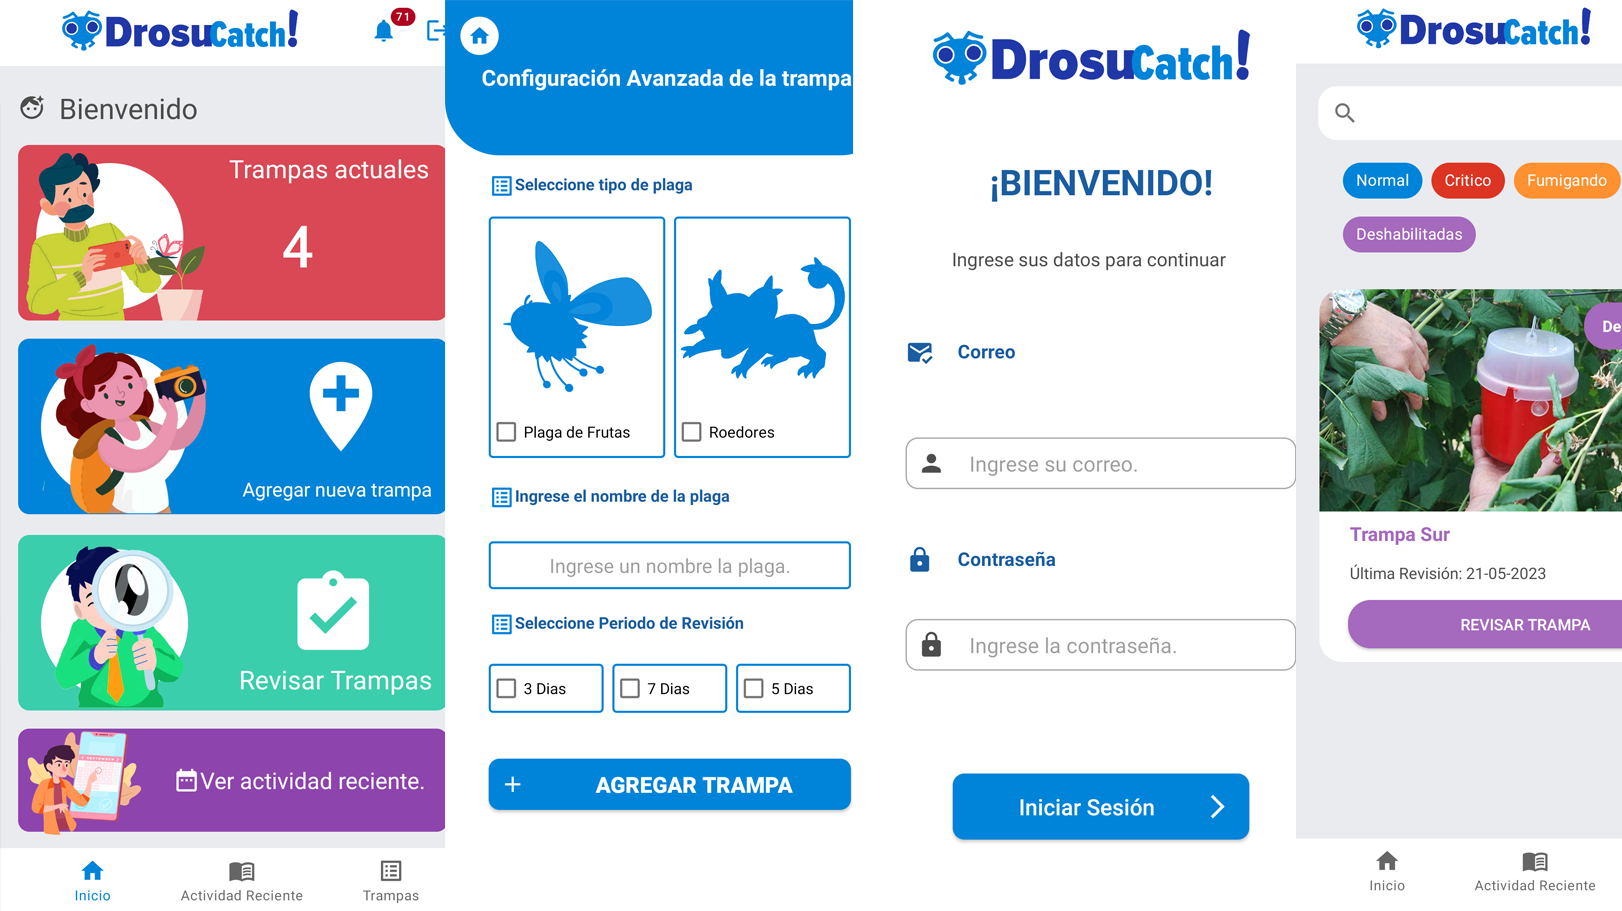 DrosuCatch!
71
Bienvenido
Trampas actuales
4
Agregar nueva trampa
Revisar Trampas
Ver actividad reciente.
Inicio
Actividad Reciente
Trampas
Configuración Avanzada de la trampa
Seleccione tipo de plaga
Plaga de Frutas
Roedores
Ingrese el nombre de la plaga
Ingrese un nombre la plaga.
Seleccione Periodo de Revisión
3 Dias
7 Dias
5 Dias
+ AGREGAR TRAMPA
DrosuCatch!
¡BIENVENIDO!
Ingrese sus datos para continuar
Correo
Ingrese su correo.
Contraseña
Ingrese la contraseña.
Iniciar Sesión
DrosuCatch!
Normal
Critico
Fumigando
Deshabilitadas
De
Trampa Sur
Última Revisión: 21-05-2023
REVISAR TRAMPA
Inicio
Actividad Reciente